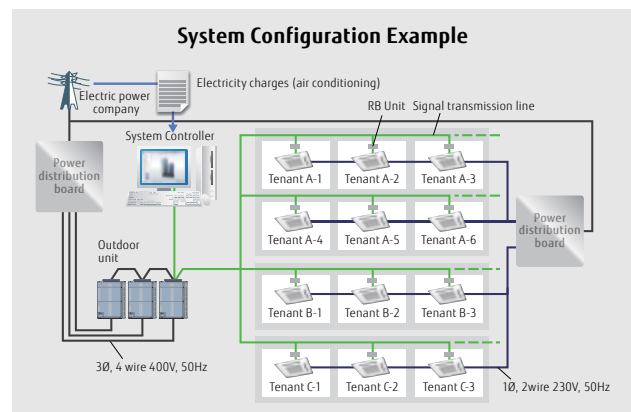 System Configuration Example
Electricity charges (air conditioning)
Electric power
company
RB Unit
Signal transmission line
System Controller
Power
distribution
board
Tenant A-1
Tenant A-2
Tenant A-3
Tenant A-4
Tenant A-5
Tenant A-6
Power
distribution
board
Outdoor
unit
Tenant B-1
Tenant B-2
Tenant B-3
3Ø, 4 wire 400V, 50Hz
Tenant C-1
Tenant C-2
Tenant C-3
1Ø, 2wire 230V, 50Hz